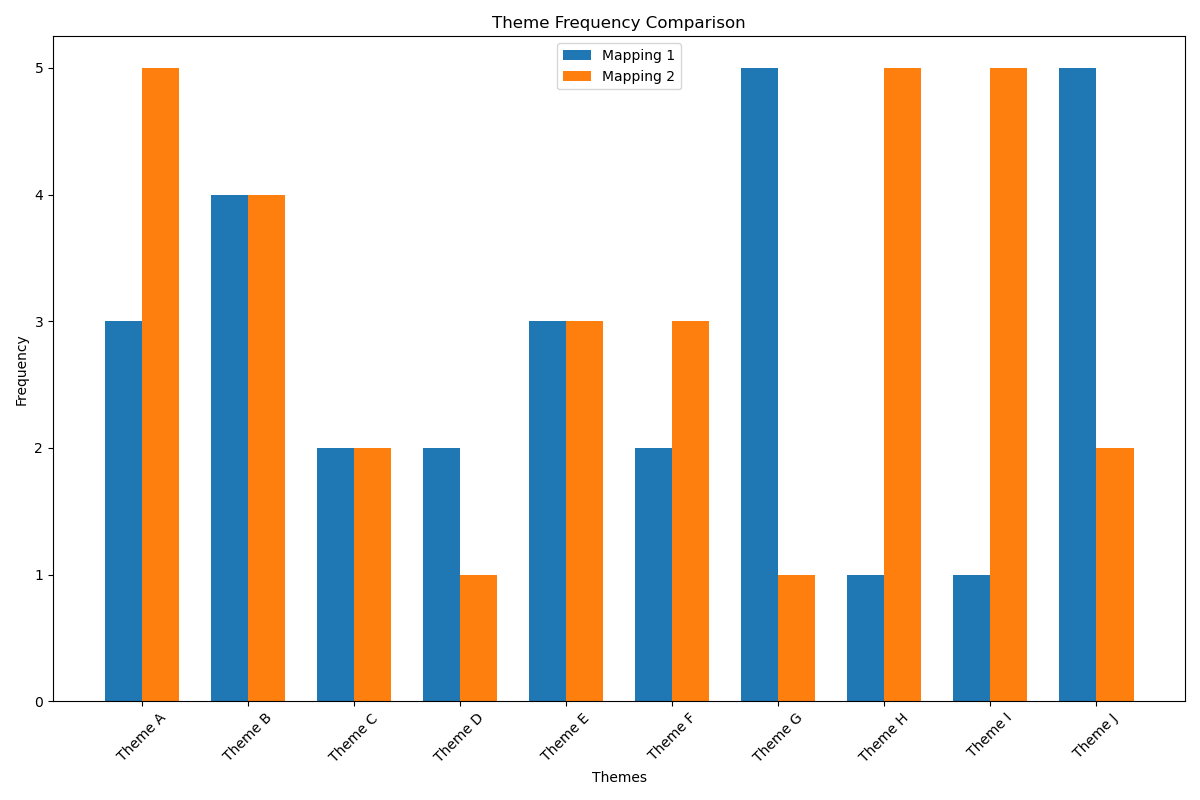 Theme Frequency Comparison
Mapping 1
Mapping 2
Frequency
5
4
3
2
1
0
Theme A
Theme B
Theme C
Theme D
Theme E
Theme F
Theme G
Theme H
Theme I
Theme J
Themes